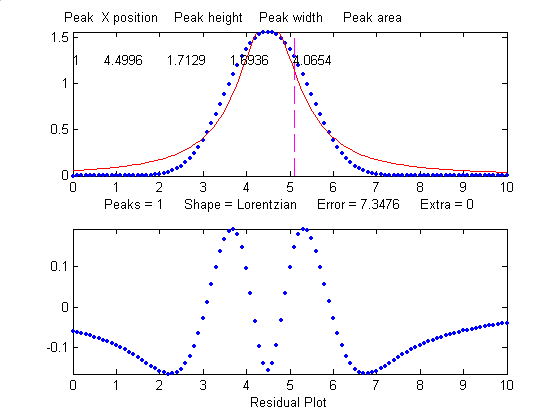 Peak X position Peak height Peak width Peak area
1.5
1 4.4996 1.7129 1.6936 4.0654
1
0.5
0
0 1 2 3 4 5 6 7 8 9 10
Peaks = 1 Shape = Lorentzian Error = 7.3476 Extra = 0
0.1
0
-0.1
0 1 2 3 4 5 6 7 8 9 10
Residual Plot